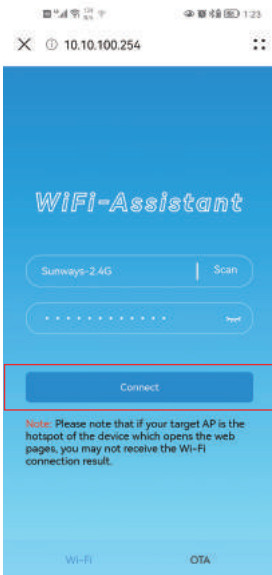 1:23
10.10.100.254
WiFi-Assistant
Sunways-2.4G | Scan
Connect
Note: Please note that if your target AP is the
hotspot of the device which opens the web
pages, you may not receive the Wi-Fi
connection result.
Wi-Fi OTA